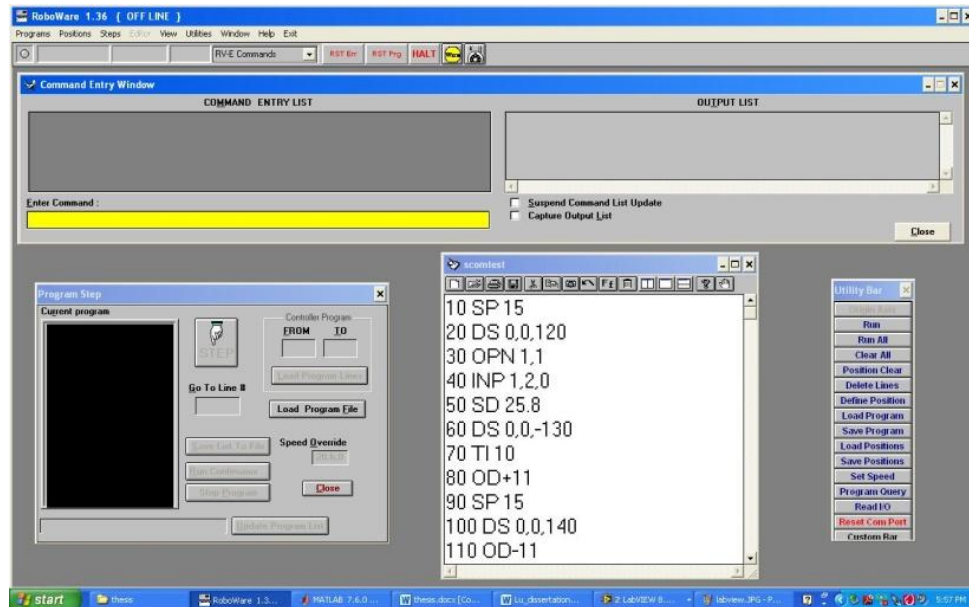 RoboWare 1.36 { OFF LINE }
Programs Positions Steps Editor View Utilities Window Help Exit
RV-E Commands RST Err RST Prg HALT
Command Entry Window
COMMAND ENTRY LIST
OUTPUT LIST
Enter Command :
Suspend Command List Update
Capture Output List
Close
Program Step
Current program
STEP
Controller Program
FROM TO
Load Program Lines
Go To Line #
Load Program File
Save List To File
Speed Override
Run Continuous
Stop Program
Close
Update Program List
scomtest
10 SP 15
20 DS 0,0,120
30 OPN 1,1
40 INP 1,2,0
50 SD 25.8
60 DS 0,0,-130
70 TI 10
80 OD+11
90 SP 15
100 DS 0,0,140
110 OD-11
Utility Bar
Origin Axis
Run
Run All
Clear All
Position Clear
Delete Lines
Define Position
Load Program
Save Program
Load Positions
Save Positions
Set Speed
Program Query
Read I/O
Reset Com Port
Custom Bar
start thesis RoboWare 1.3... MATLAB 7.6.0 ... thesis.docx [Co... Lu_dissertation... 2 LabVIEW 8.... labview.JPG - P... 5:57 PM